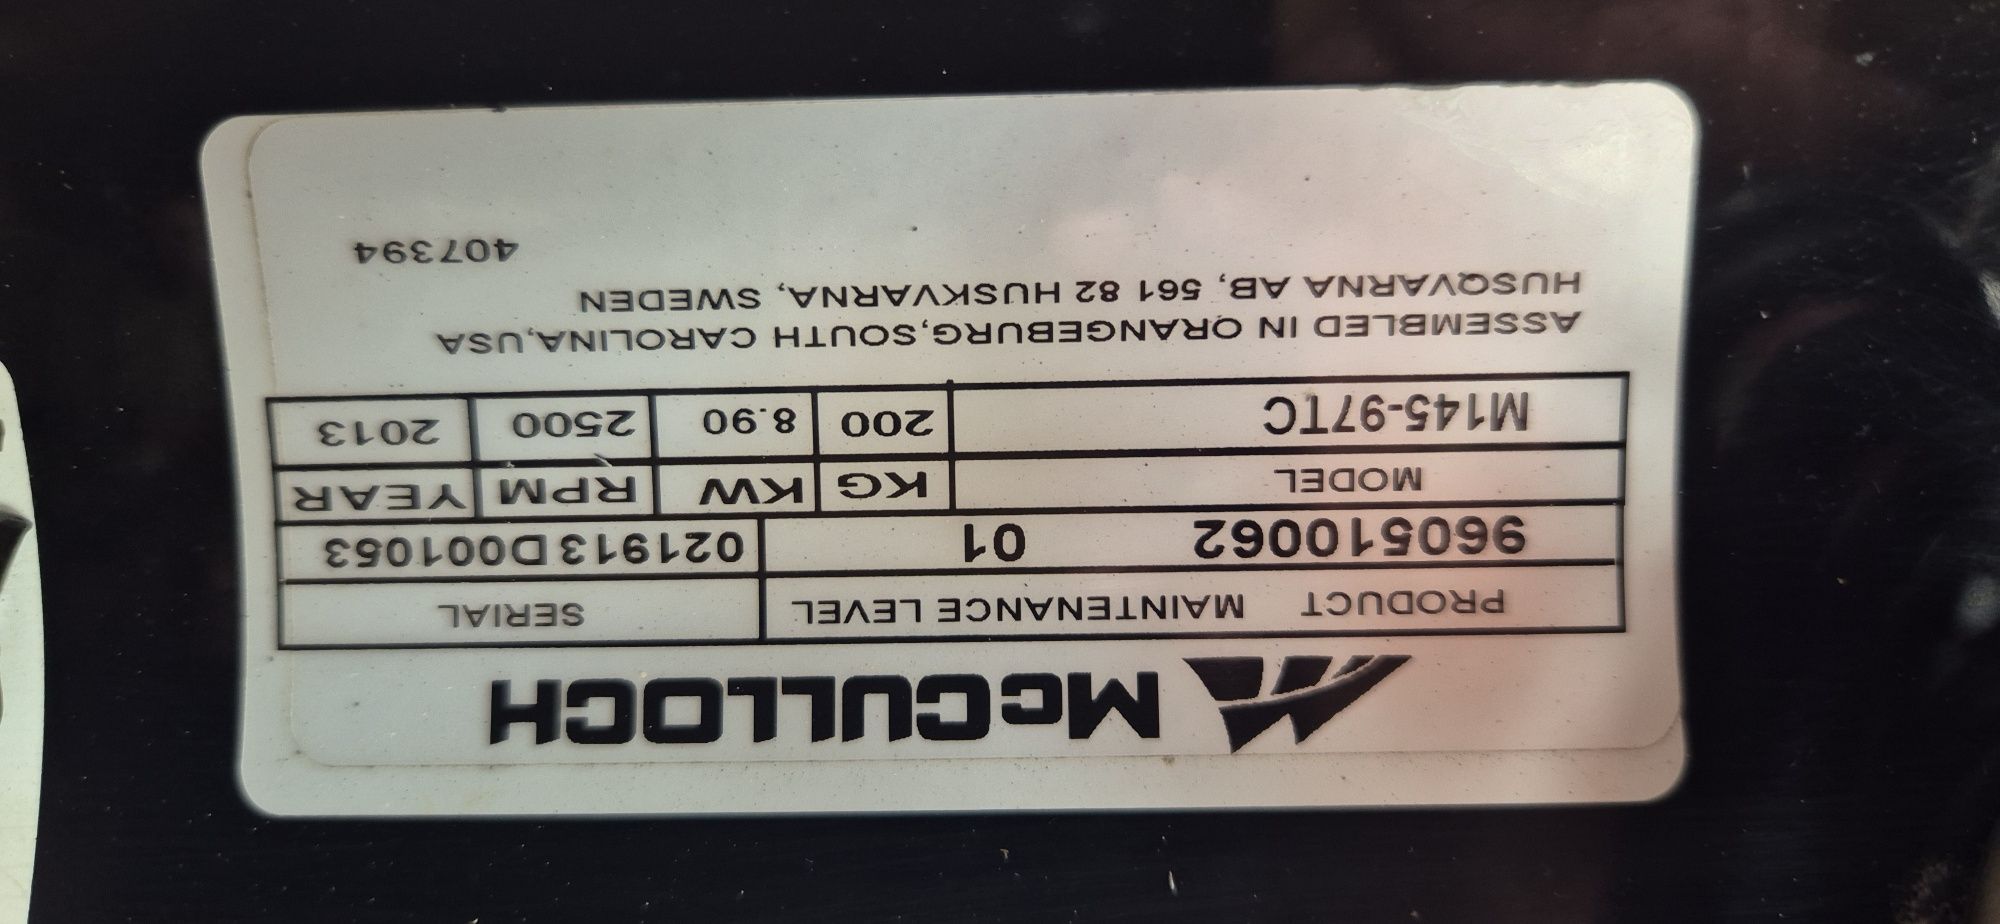 McCULLOCH
PRODUCT MAINTENANCE LEVEL SERIAL
960510062 01 021913D001053
MODEL KG KW RPM YEAR
M145-97TC 200 8.90 2500 2013
ASSEMBLED IN ORANGEBURG,SOUTH CAROLINA,USA
HUSQVARNA AB, 561 82 HUSKVARNA, SWEDEN
407394